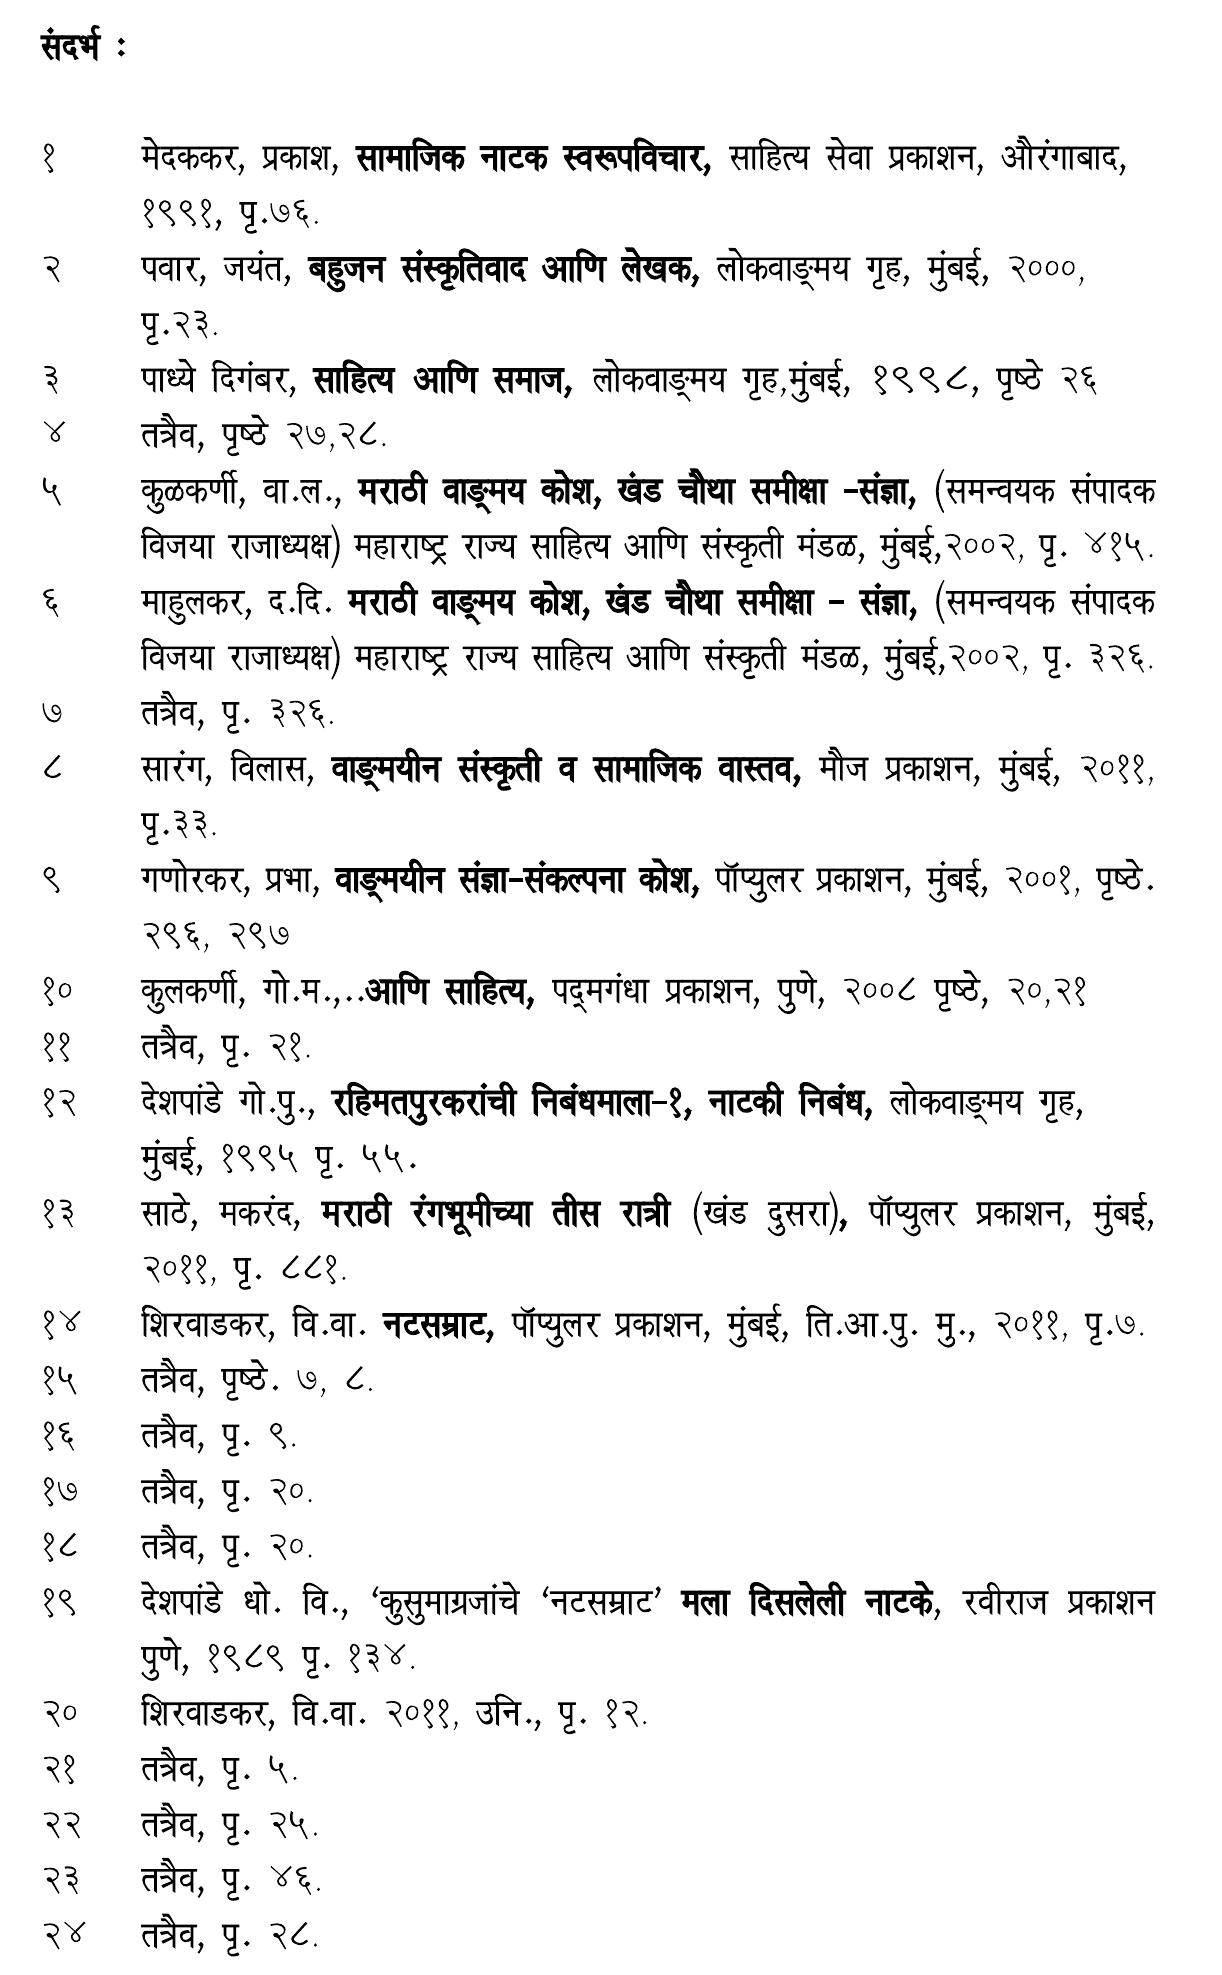 संदर्भ :
१ मेदककर, प्रकाश, सामाजिक नाटक स्वरूपविचार, साहित्य सेवा प्रकाशन, औरंगाबाद,
१९९१, पृ.७६.
२ पवार, जयंत, बहुजन संस्कृतिवाद आणि लेखक, लोकवाङ्मय गृह, मुंबई, २०००,
पृ.२३.
३ पाध्ये दिगंबर, साहित्य आणि समाज, लोकवाङ्मय गृह,मुंबई, १९९८, पृष्ठे २६
४ तत्रैव, पृष्ठे २७,२८.
५ कुळकर्णी, वा.ल., मराठी वाङ्मय कोश, खंड चौथा समीक्षा –संज्ञा, (समन्वयक संपादक
विजया राजाध्यक्ष) महाराष्ट्र राज्य साहित्य आणि संस्कृती मंडळ, मुंबई,२००२, पृ. ४१५.
६ माहुलकर, द.दि. मराठी वाङ्मय कोश, खंड चौथा समीक्षा – संज्ञा, (समन्वयक संपादक
विजया राजाध्यक्ष) महाराष्ट्र राज्य साहित्य आणि संस्कृती मंडळ, मुंबई,२००२, पृ. ३२६.
७ तत्रैव, पृ. ३२६.
८ सारंग, विलास, वाङ्मयीन संस्कृती व सामाजिक वास्तव, मौज प्रकाशन, मुंबई, २०११,
पृ.३३.
९ गणोरकर, प्रभा, वाङ्मयीन संज्ञा–संकल्पना कोश, पॉप्युलर प्रकाशन, मुंबई, २००१, पृष्ठे.
२९६, २९७
१० कुलकर्णी, गो.म.,..आणि साहित्य, पद्मगंधा प्रकाशन, पुणे, २००८ पृष्ठे, २०,२१
११ तत्रैव, पृ. २१.
१२ देशपांडे गो.पु., रहिमतपुरकरांची निबंधमाला–१, नाटकी निबंध, लोकवाङ्मय गृह,
मुंबई, १९९५ पृ. ५५.
१३ साठे, मकरंद, मराठी रंगभूमीच्या तीस रात्री (खंड दुसरा), पॉप्युलर प्रकाशन, मुंबई,
२०११, पृ. ८८१.
१४ शिरवाडकर, वि.वा. नटसम्राट, पॉप्युलर प्रकाशन, मुंबई, ति.आ.पु. मु., २०११, पृ.७.
१५ तत्रैव, पृष्ठे. ७, ८.
१६ तत्रैव, पृ. ९.
१७ तत्रैव, पृ. २०.
१८ तत्रैव, पृ. २०.
१९ देशपांडे धो. वि., ‘कुसुमाग्रजांचे ‘नटसम्राट’ मला दिसलेली नाटके, रवीराज प्रकाशन
पुणे, १९८९ पृ. १३४.
२० शिरवाडकर, वि.वा. २०११, उनि., पृ. १२.
२१ तत्रैव, पृ. ५.
२२ तत्रैव, पृ. २५.
२३ तत्रैव, पृ. ४६.
२४ तत्रैव, पृ. २८.